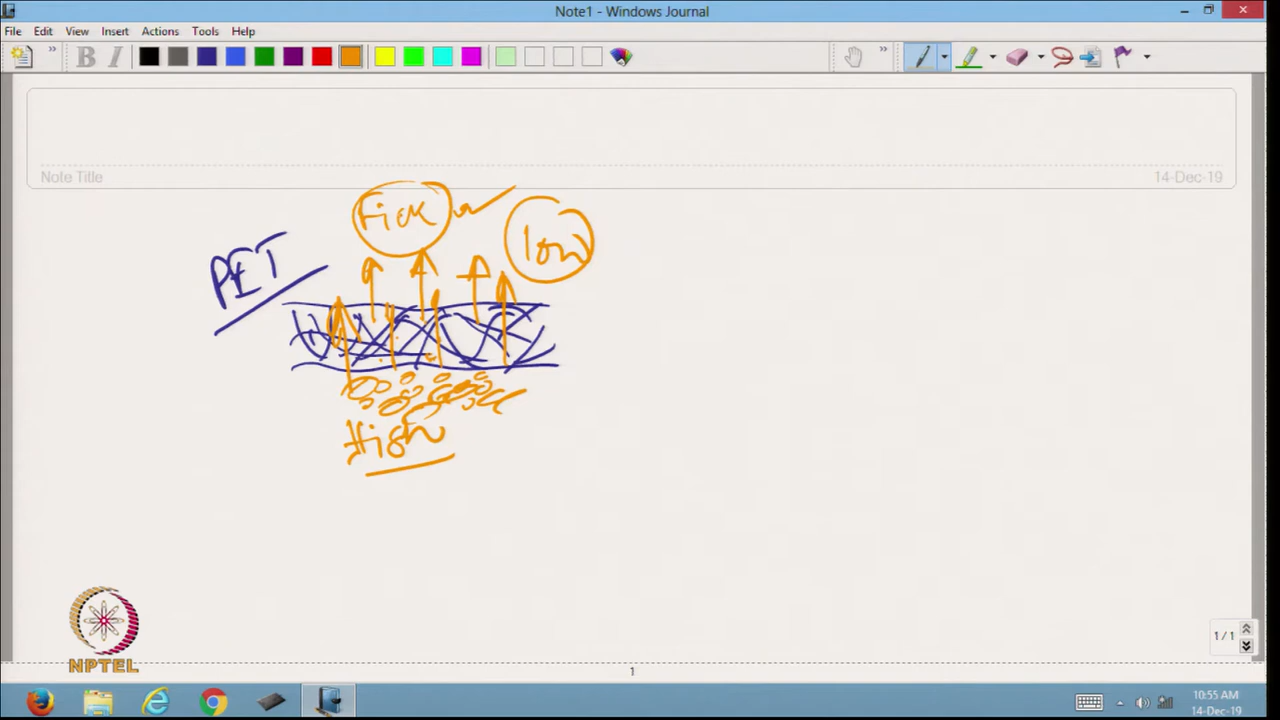 Note1 - Windows Journal
File Edit View Insert Actions Tools Help
B I
Note Title
14-Dec-19
Fick
low
PET
High
NPTEL
1/1
1
10:55 AM
14-Dec-19